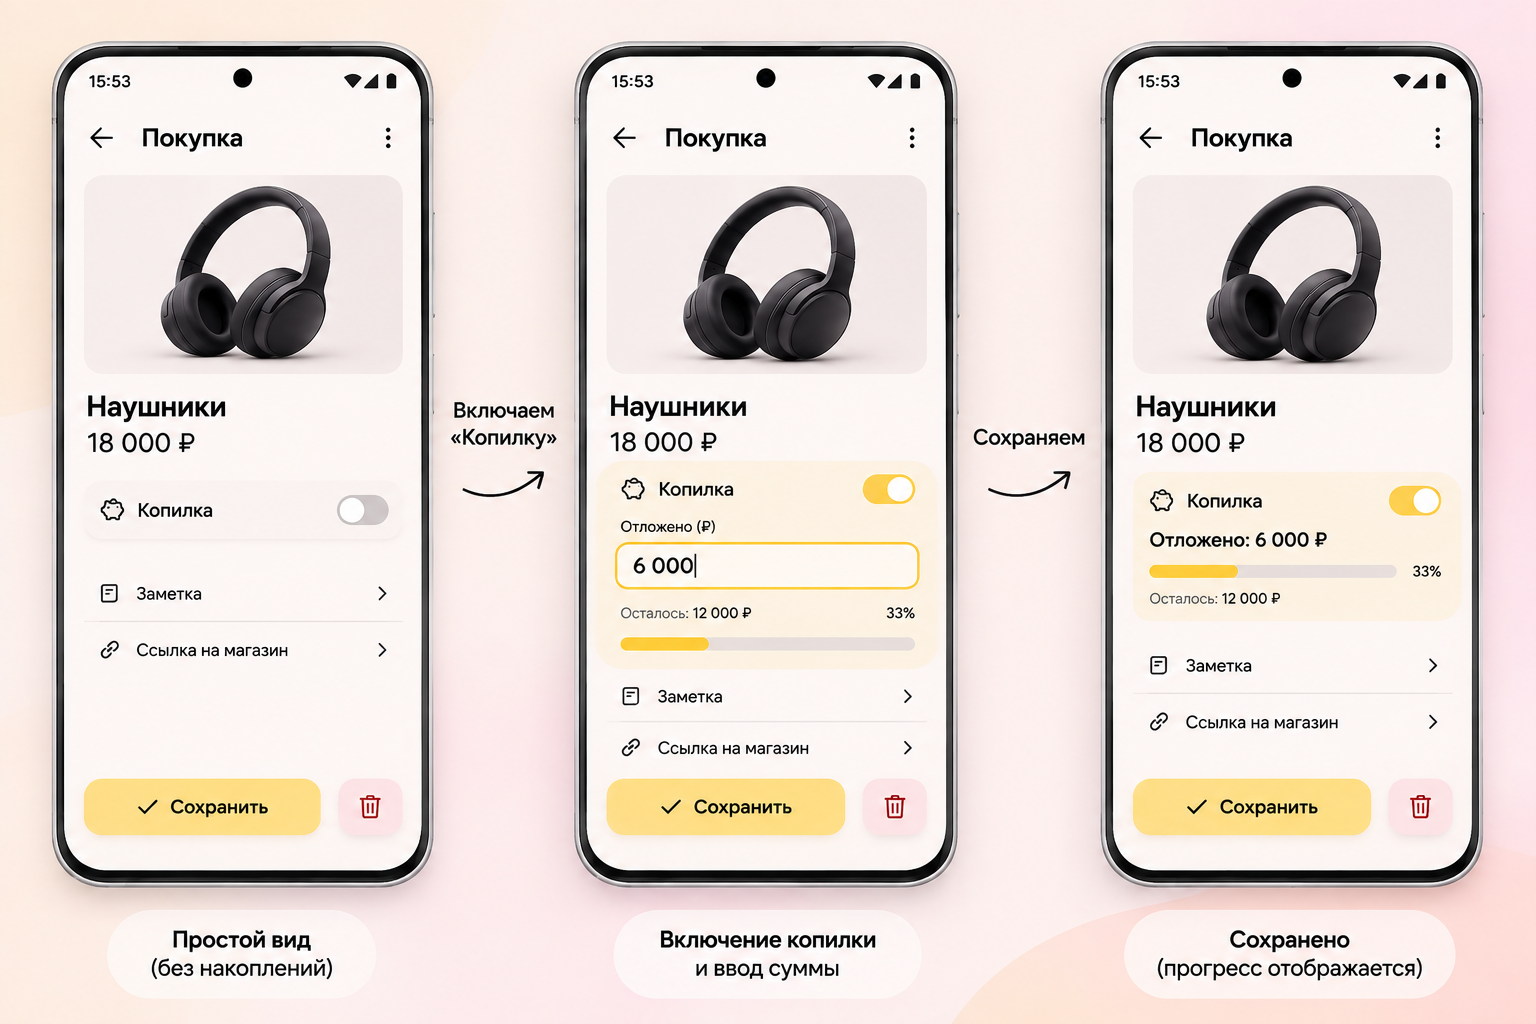 15:53
Покупка
Наушники
18 000 ₽
Копилка
Заметка
Ссылка на магазин
Сохранить
Простой вид
(без накоплений)
Включаем
«Копилку»
15:53
Покупка
Наушники
18 000 ₽
Копилка
Отложено (₽)
6 000
Осталось: 12 000 ₽ 33%
Заметка
Ссылка на магазин
Сохранить
Включение копилки
и ввод суммы
Сохраняем
15:53
Покупка
Наушники
18 000 ₽
Копилка
Отложено: 6 000 ₽
33%
Осталось: 12 000 ₽
Заметка
Ссылка на магазин
Сохранить
Сохранено
(прогресс отображается)